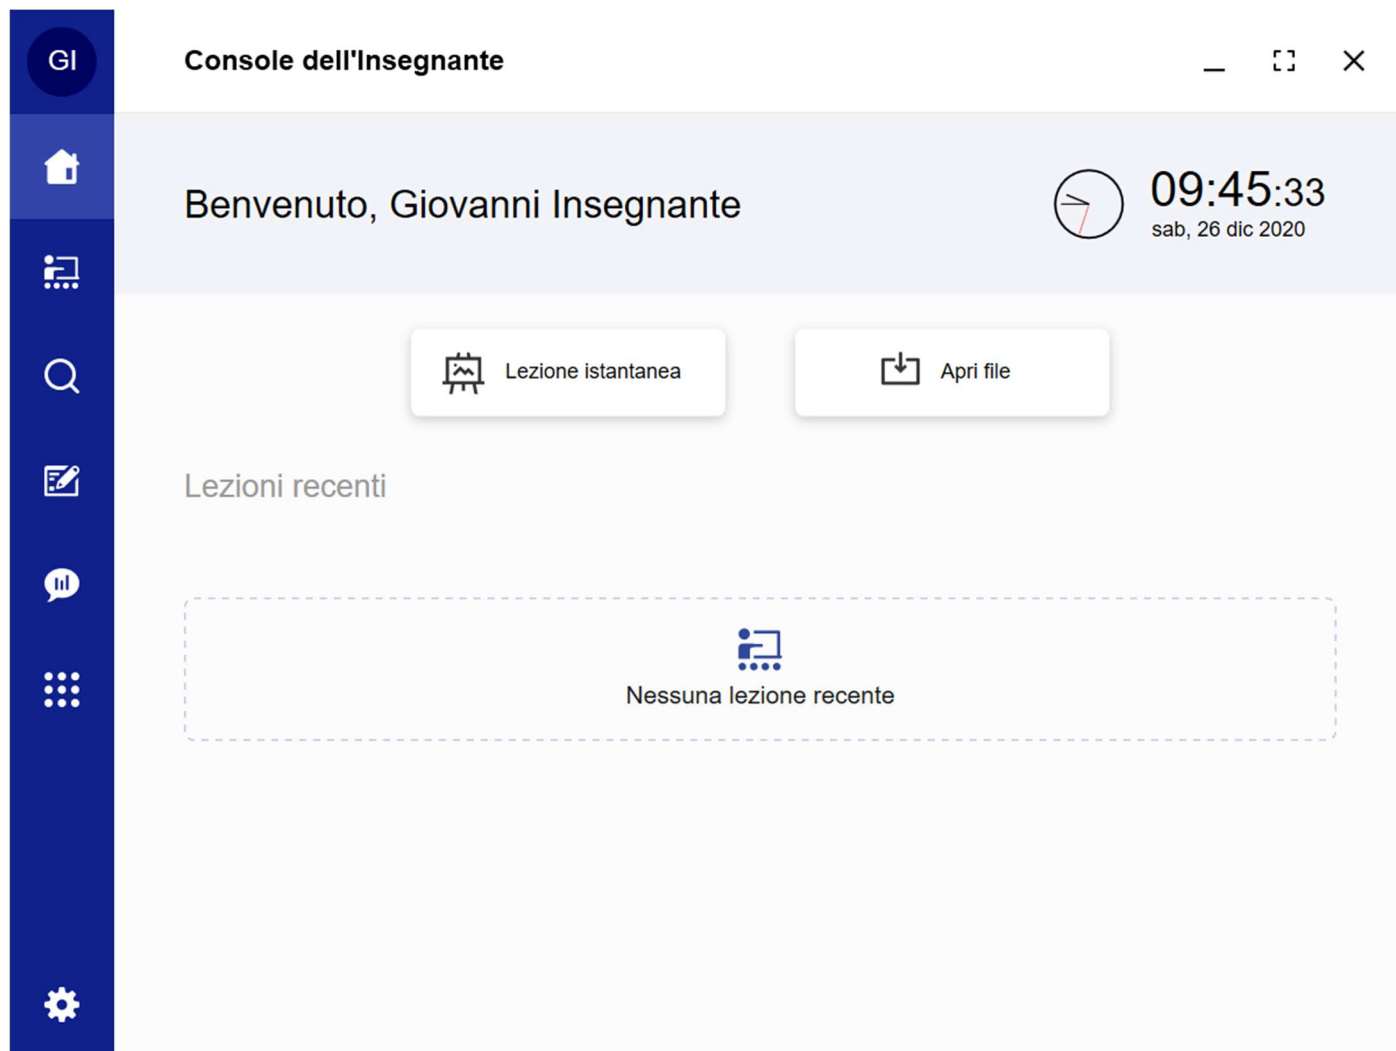 GI
Console dell'Insegnante
Benvenuto, Giovanni Insegnante
09:45:33
sab, 26 dic 2020
Lezione istantanea
Apri file
Lezioni recenti
Nessuna lezione recente